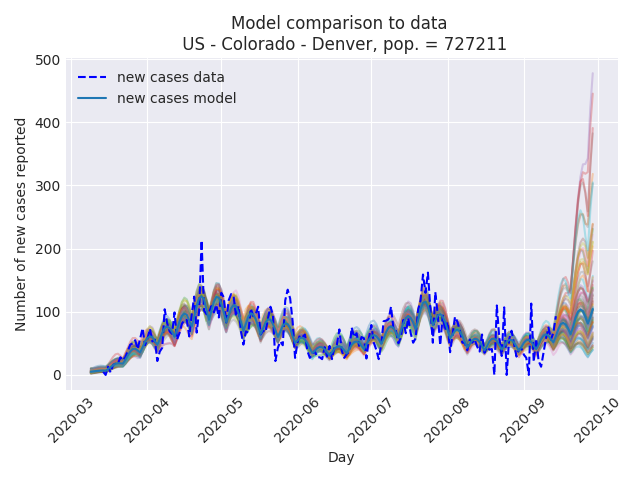 Model comparison to data
US - Colorado - Denver, pop. = 727211
new cases data
new cases model
Number of new cases reported
500
400
300
200
100
0
2020-03
2020-04
2020-05
2020-06
2020-07
2020-08
2020-09
2020-10
Day